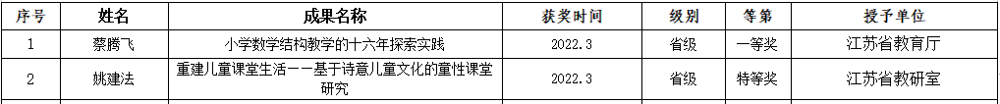 序号 姓名 成果名称 获奖时间 级别 等第 授予单位
1 蔡腾飞 小学数学结构教学的十六年探索实践 2022.3 省级 一等奖 江苏省教育厅
2 姚建法 重建儿童课堂生活——基于诗意儿童文化的童性课堂
研究 2022.3 省级 特等奖 江苏省教研室